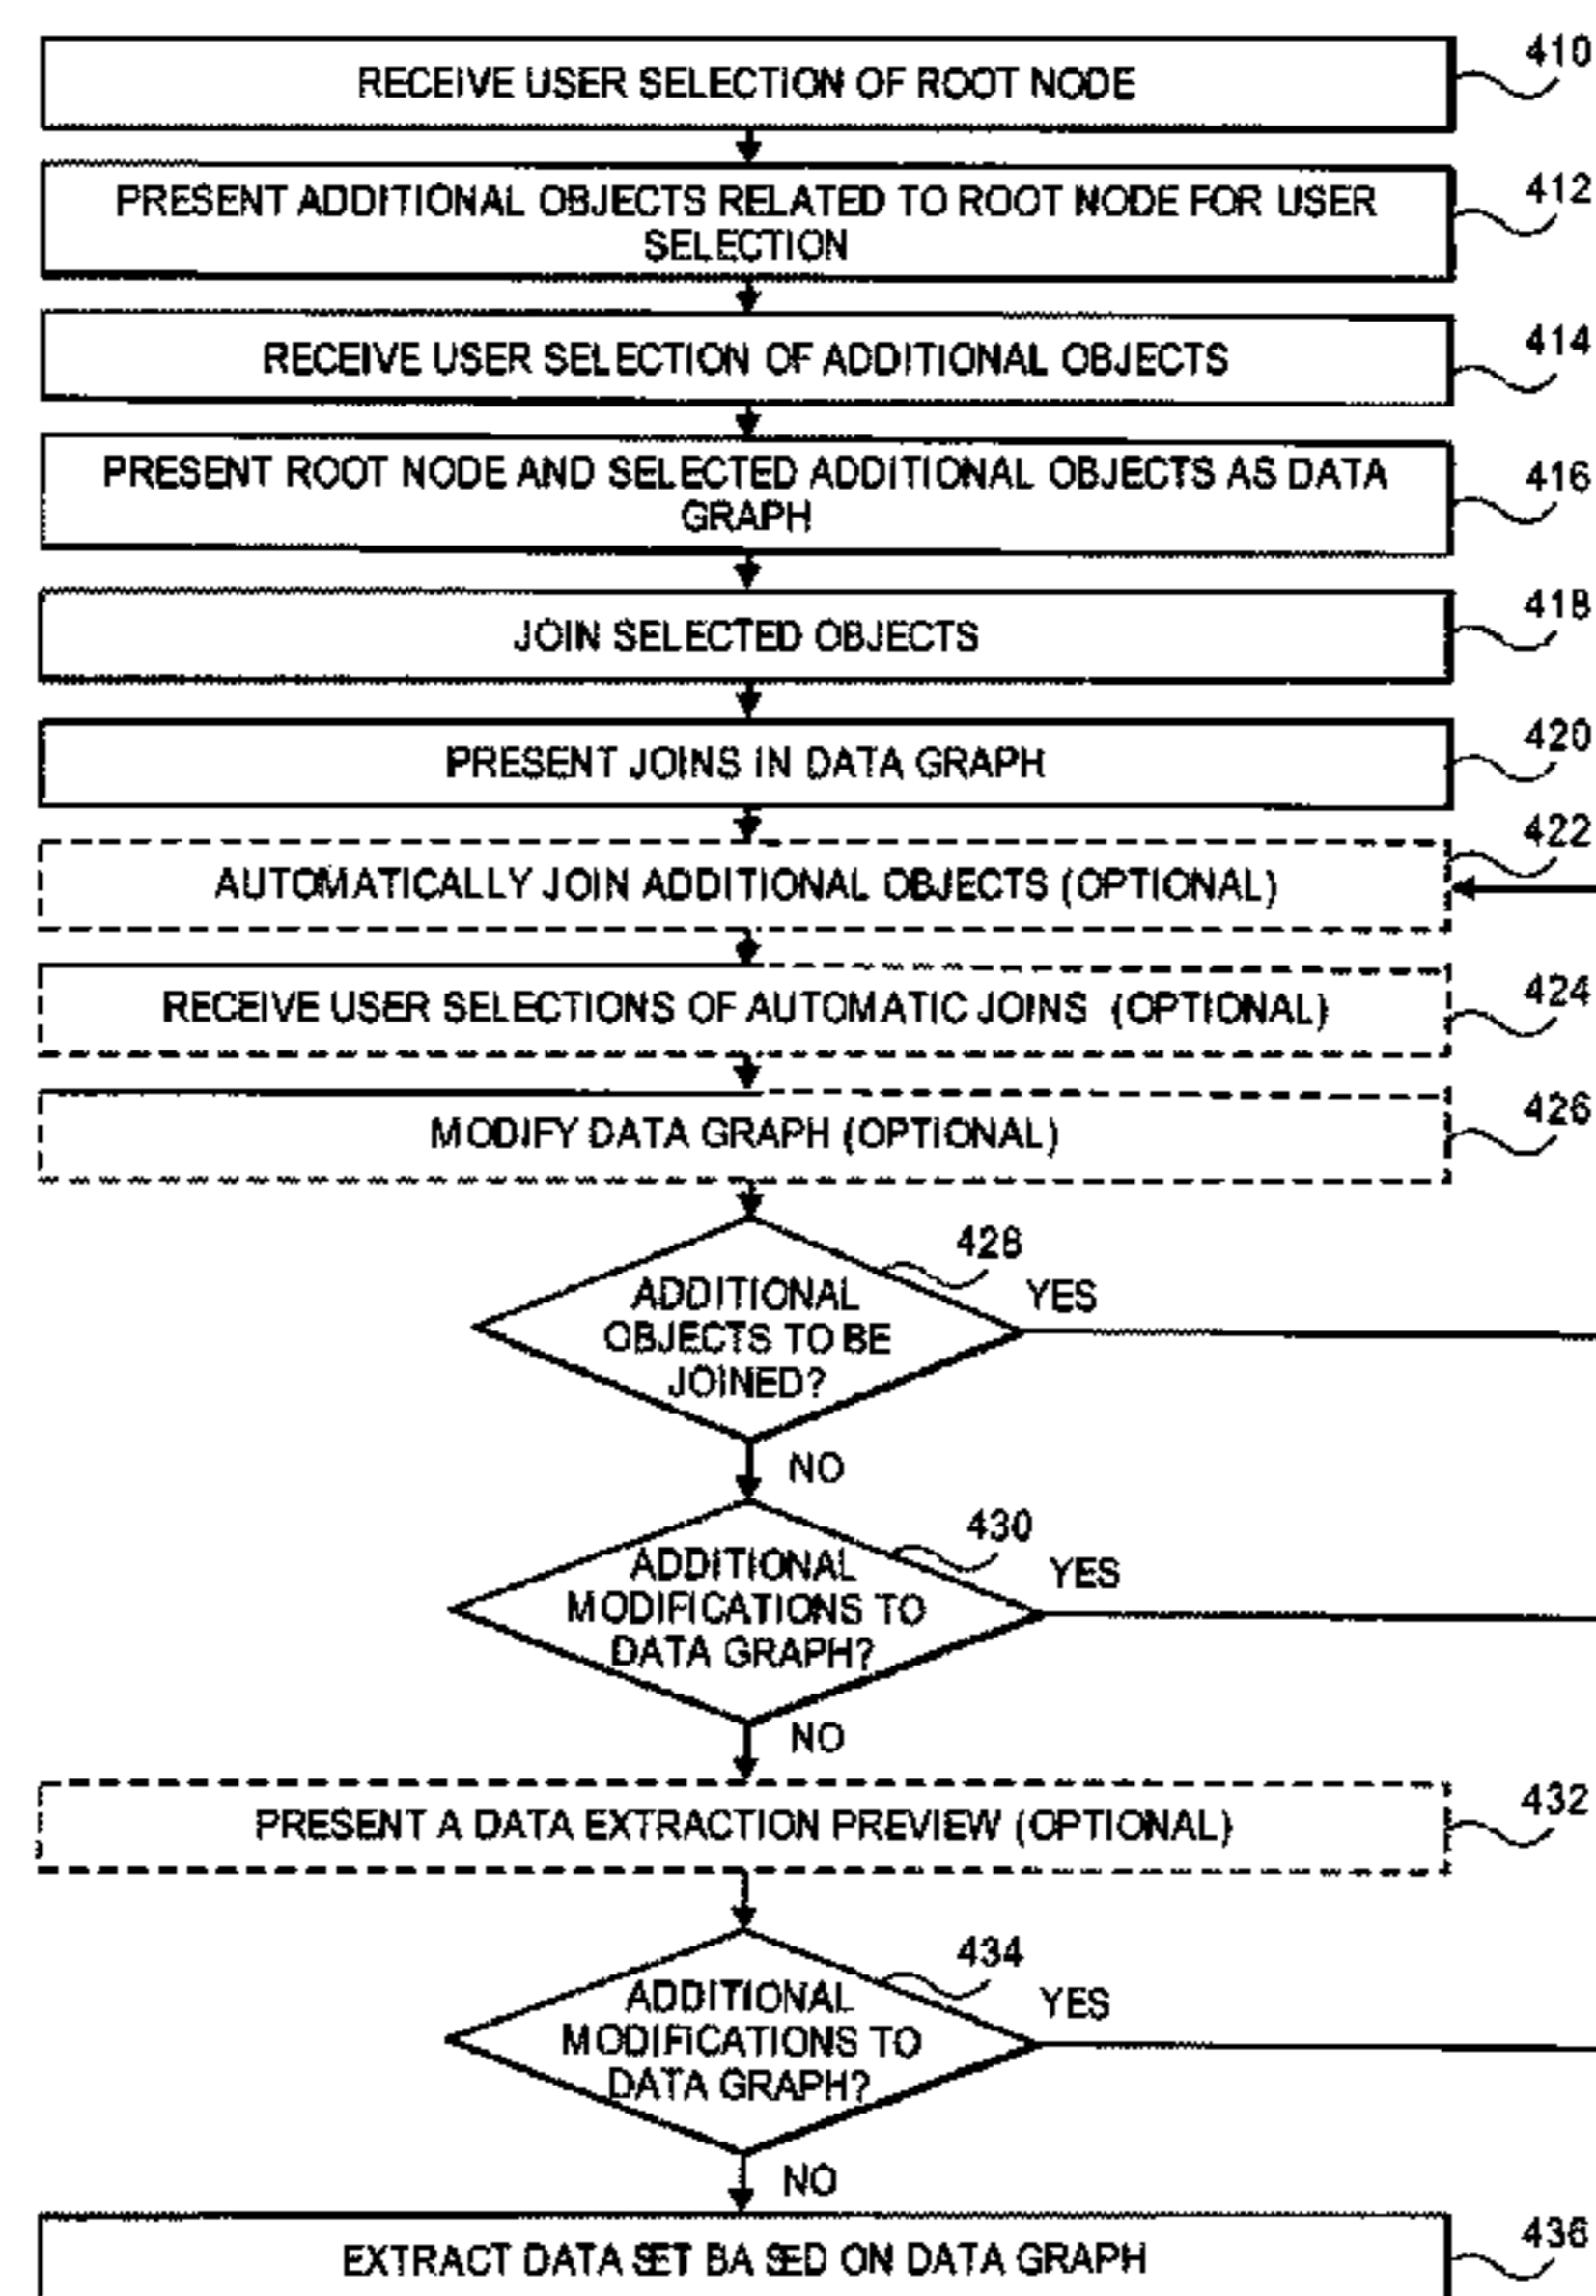 410
RECEIVE USER SELECTION OF ROOT NODE
412
PRESENT ADDITIONAL OBJECTS RELATED TO ROOT NODE FOR USER
SELECTION
414
RECEIVE USER SELECTION OF ADDITIONAL OBJECTS
416
PRESENT ROOT NODE AND SELECTED ADDITIONAL OBJECTS AS DATA
GRAPH
418
JOIN SELECTED OBJECTS
420
PRESENT JOINS IN DATA GRAPH
422
AUTOMATICALLY JOIN ADDITIONAL OBJECTS (OPTIONAL)
424
RECEIVE USER SELECTIONS OF AUTOMATIC JOINS (OPTIONAL)
426
MODIFY DATA GRAPH (OPTIONAL)
428
YES
ADDITIONAL
OBJECTS TO BE
JOINED?
NO
430
YES
ADDITIONAL
MODIFICATIONS TO
DATA GRAPH?
NO
432
PRESENT A DATA EXTRACTION PREVIEW (OPTIONAL)
434
YES
ADDITIONAL
MODIFICATIONS TO
DATA GRAPH?
NO
436
EXTRACT DATA SET BASED ON DATA GRAPH